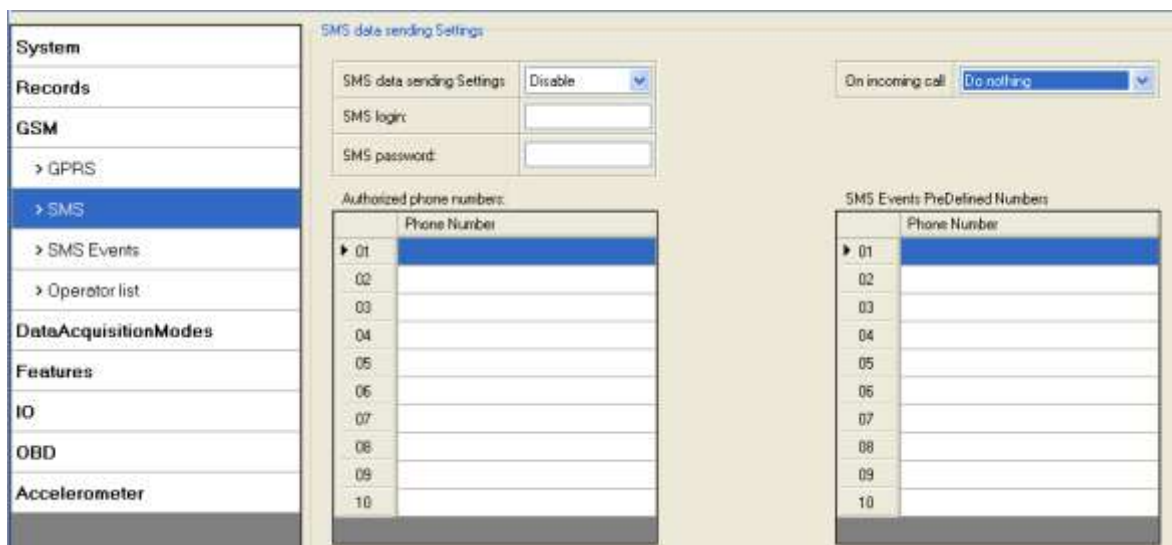 System
Records
GSM
> GPRS
> SMS
> SMS Events
> Operator list
DataAcquisitionModes
Features
IO
OBD
Accelerometer
SMS data sending Settings
SMS data sending Settings Disable
SMS login:
SMS password:
On incoming call Do nothing
Authorized phone numbers:
Phone Number
01
02
03
04
05
06
07
08
09
10
SMS Events PreDefined Numbers
Phone Number
01
02
03
04
05
06
07
08
09
10